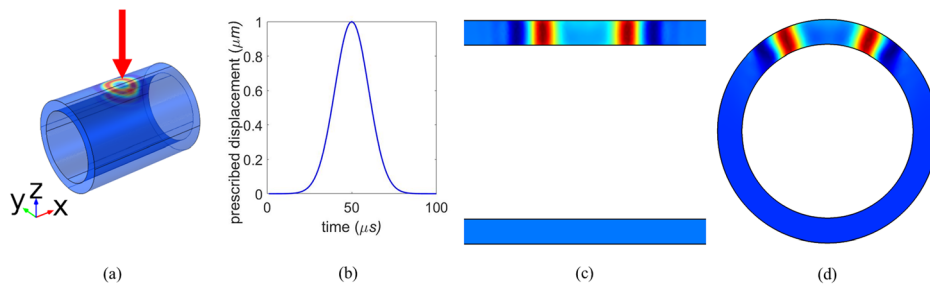 y z x
(a)
prescribed displacement (μm)
1
0.8
0.6
0.4
0.2
0
0 50 100
time (μs)
(b)
(c)
(d)